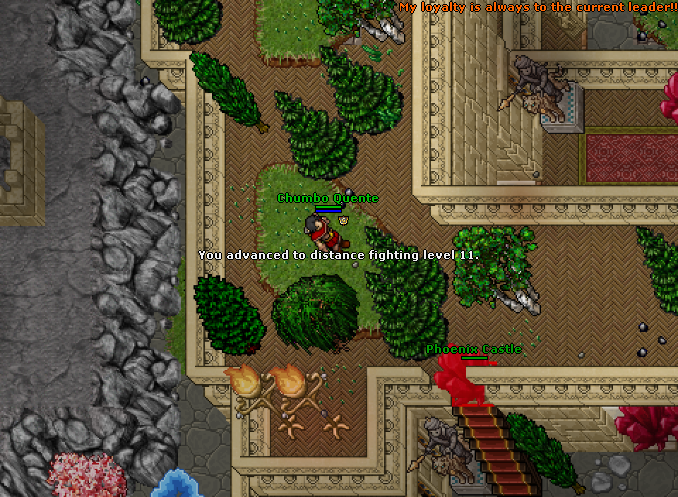 My loyalty is always to the current leader!!
Chumbo Quente
You advanced to distance fighting level 11.
Phoenix Castle